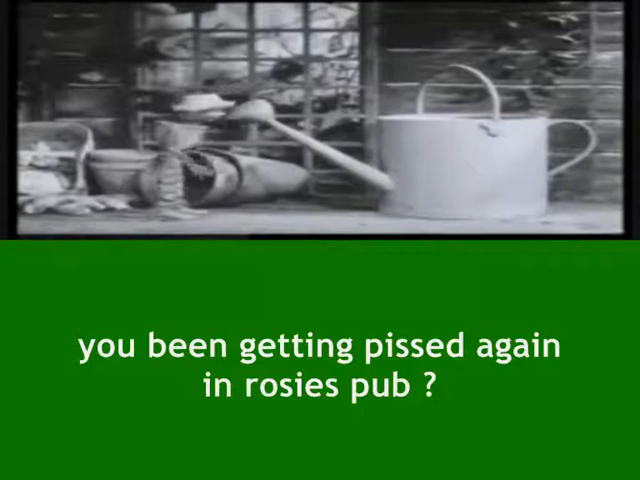 you been getting pissed again
in rosies pub ?